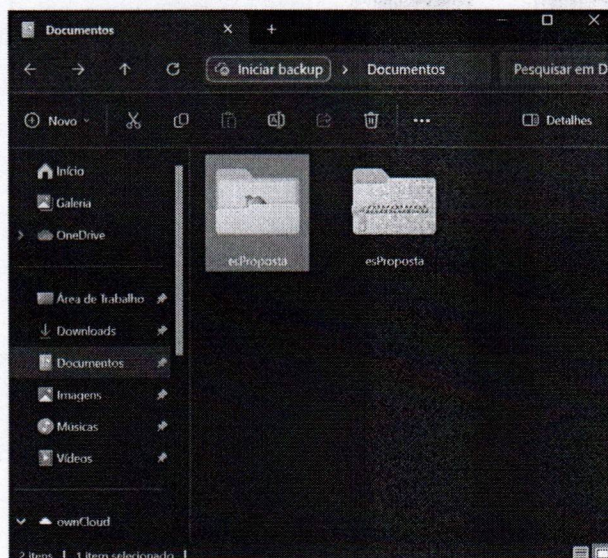 Documentos
Iniciar backup > Documentos
Pesquisar em D
Novo
Detalhes
Início
Galeria
OneDrive
Área de Trabalho
Downloads
Documentos
Imagens
Músicas
Vídeos
ownCloud
esProposta
esProposta
2 itens
1 item selecionado